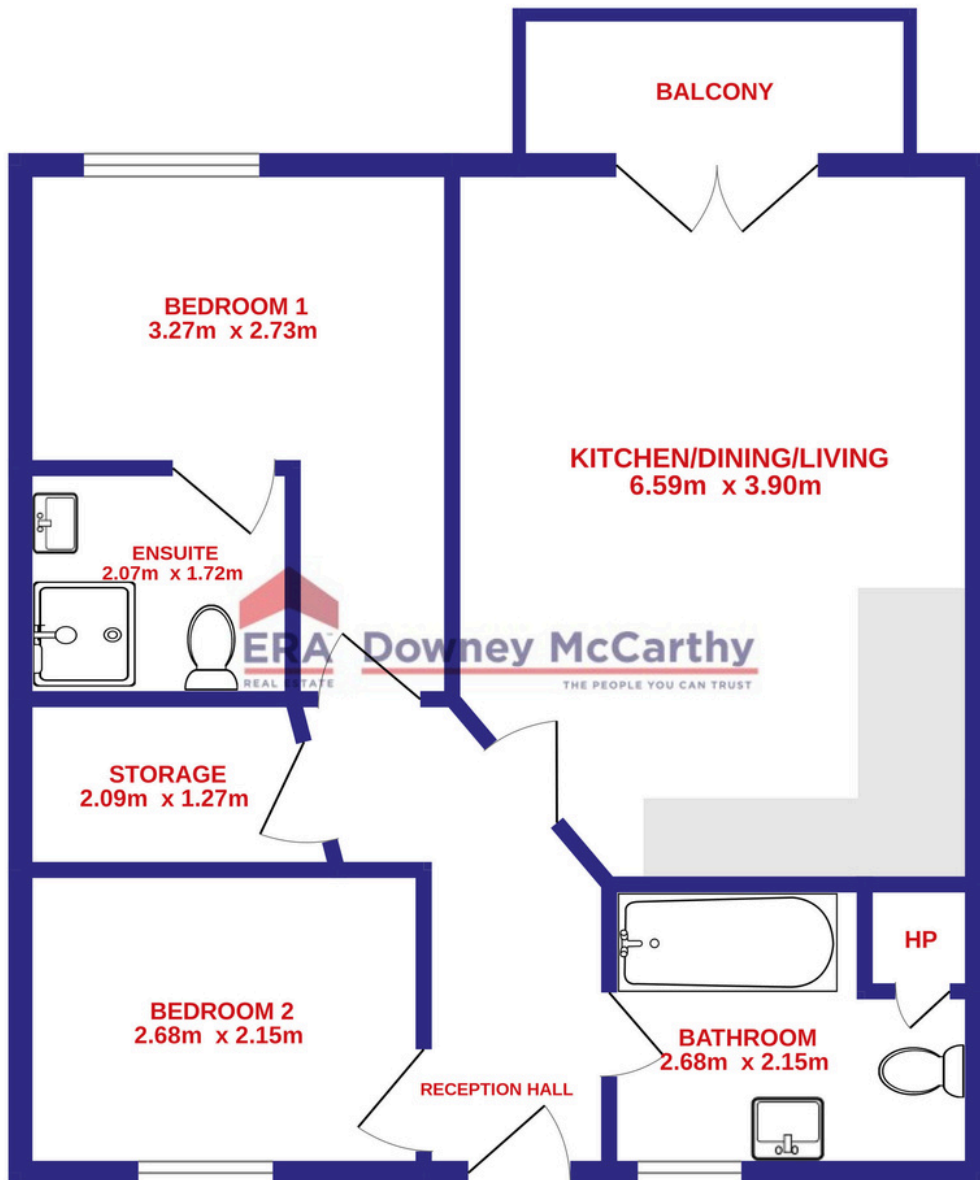 BALCONY
BEDROOM 1
3.27m x 2.73m
KITCHEN/DINING/LIVING
6.59m x 3.90m
ENSUITE
2.07m x 1.72m
ERA Downey McCarthy
REAL ESTATE THE PEOPLE YOU CAN TRUST
STORAGE
2.09m x 1.27m
HP
BEDROOM 2
2.68m x 2.15m
BATHROOM
2.68m x 2.15m
RECEPTION HALL